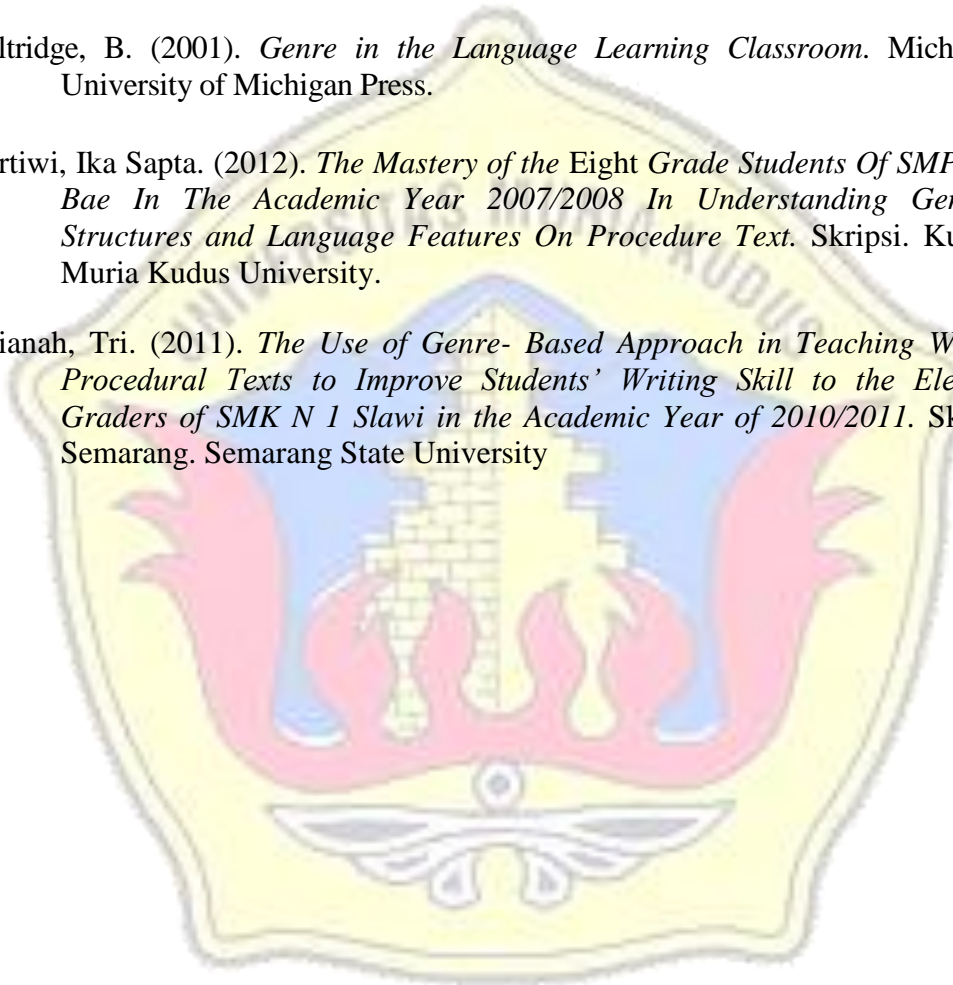 ltridge, B. (2001). Genre in the Language Learning Classroom. Mich
University of Michigan Press.
rtiwi, Ika Sapta. (2012). The Mastery of the Eight Grade Students Of SMP
Bae In The Academic Year 2007/2008 In Understanding Gen
Structures and Language Features On Procedure Text. Skripsi. Ku
Muria Kudus University.
ianah, Tri. (2011). The Use of Genre- Based Approach in Teaching W
Procedural Texts to Improve Students’ Writing Skill to the Ele
Graders of SMK N 1 Slawi in the Academic Year of 2010/2011. Sk
Semarang. Semarang State University
UNIVERSITAS MURIA KUDUS